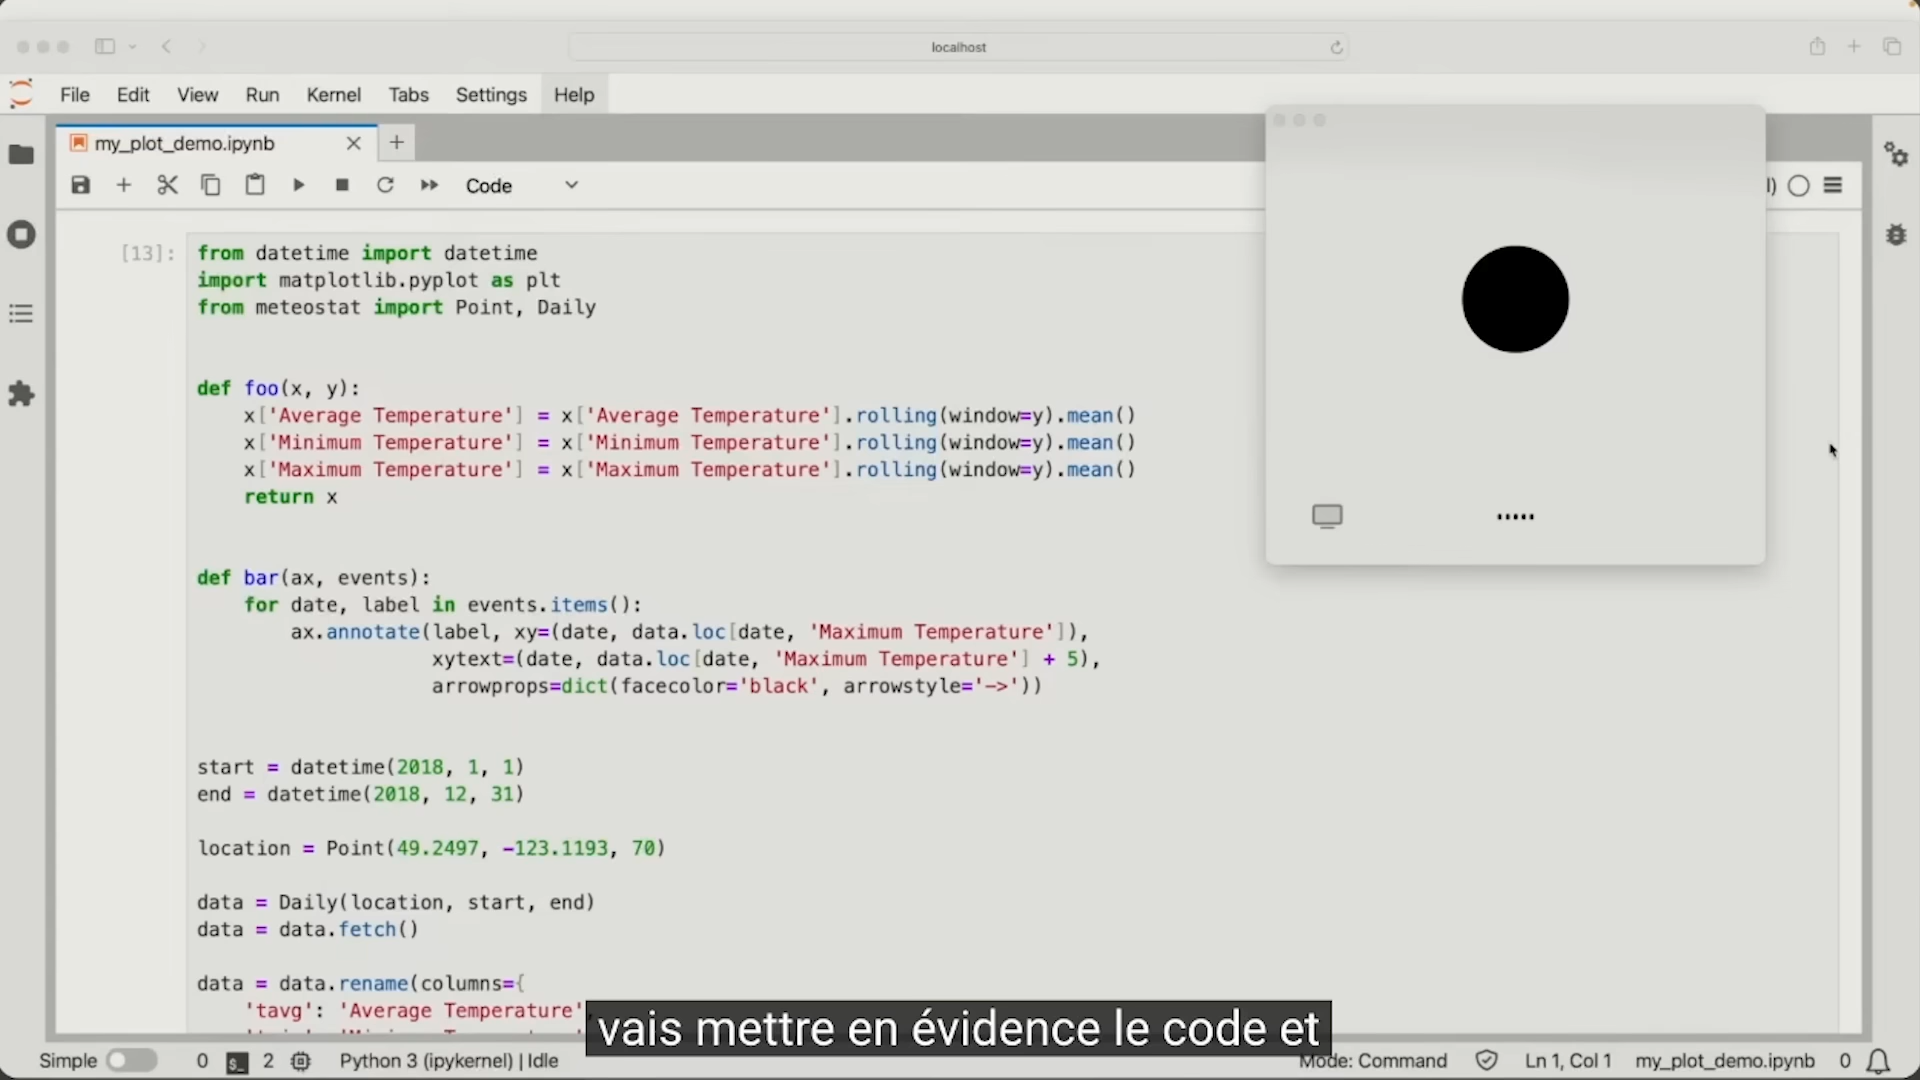 localhost
File Edit View Run Kernel Tabs Settings Help
my_plot_demo.ipynb
Code
[13]:
from datetime import datetime
import matplotlib.pyplot as plt
from meteostat import Point, Daily
def foo(x, y):
x['Average Temperature'] = x['Average Temperature'].rolling(window=y).mean()
x['Minimum Temperature'] = x['Minimum Temperature'].rolling(window=y).mean()
x['Maximum Temperature'] = x['Maximum Temperature'].rolling(window=y).mean()
return x
def bar(ax, events):
for date, label in events.items():
ax.annotate(label, xy=(date, data.loc[date, 'Maximum Temperature']),
xytext=(date, data.loc[date, 'Maximum Temperature'] + 5),
arrowprops=dict(facecolor='black', arrowstyle='->'))
start = datetime(2018, 1, 1)
end = datetime(2018, 12, 31)
location = Point(49.2497, -123.1193, 70)
data = Daily(location, start, end)
data = data.fetch()
data = data.rename(columns={
'tavg': 'Average Temperature'
vais mettre en évidence le code et
Simple 0 2 Python 3 (ipykernel) | Idle Mode: Command Ln 1, Col 1 my_plot_demo.ipynb 0